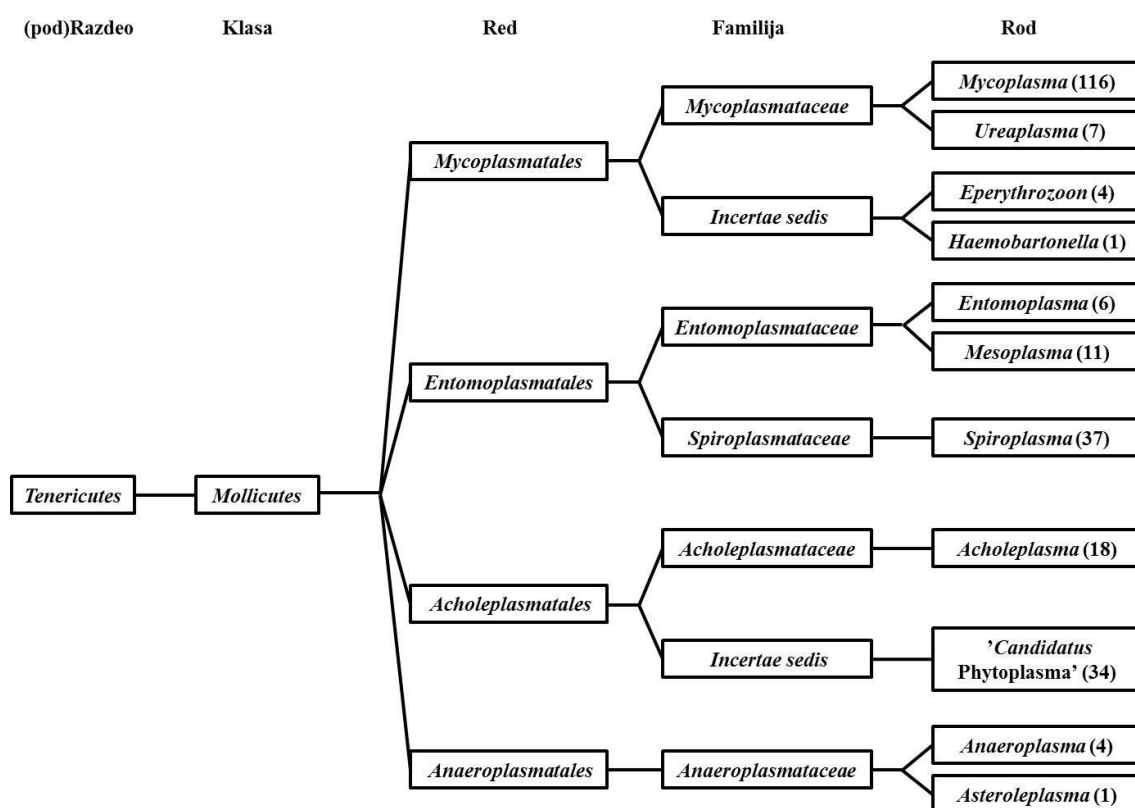 (pod)Razdeo Klasa Red Familija Rod
Mycoplasma (116)
Mycoplasmataceae
Ureaplasma (7)
Mycoplasmatales
Eperythrozoon (4)
Incertae sedis
Haemobartonella (1)
Entomoplasma (6)
Entomoplasmataceae
Mesoplasma (11)
Entomoplasmatales
Spiroplasmataceae
Spiroplasma (37)
Tenericutes
Mollicutes
Acholeplasmataceae
Acholeplasma (18)
Acholeplasmatales
Incertae sedis
’Candidatus
Phytoplasma’ (34)
Anaeroplasma (4)
Anaeroplasmatales
Anaeroplasmataceae
Asteroleplasma (1)